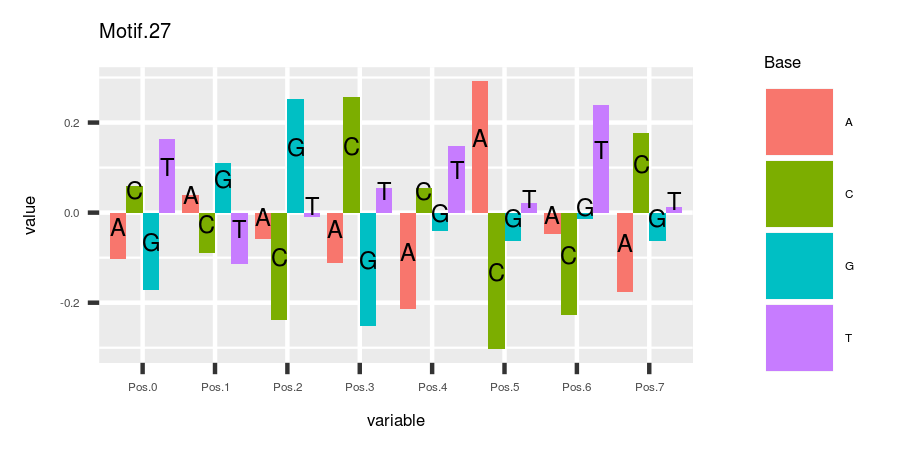 Motif.27
Base
A
C
G
T
value
0.2
0.0
-0.2
A C G T A C G T A C G T A C G T A C G T A C G T A C G T A C G T
Pos.0 Pos.1 Pos.2 Pos.3 Pos.4 Pos.5 Pos.6 Pos.7
variable